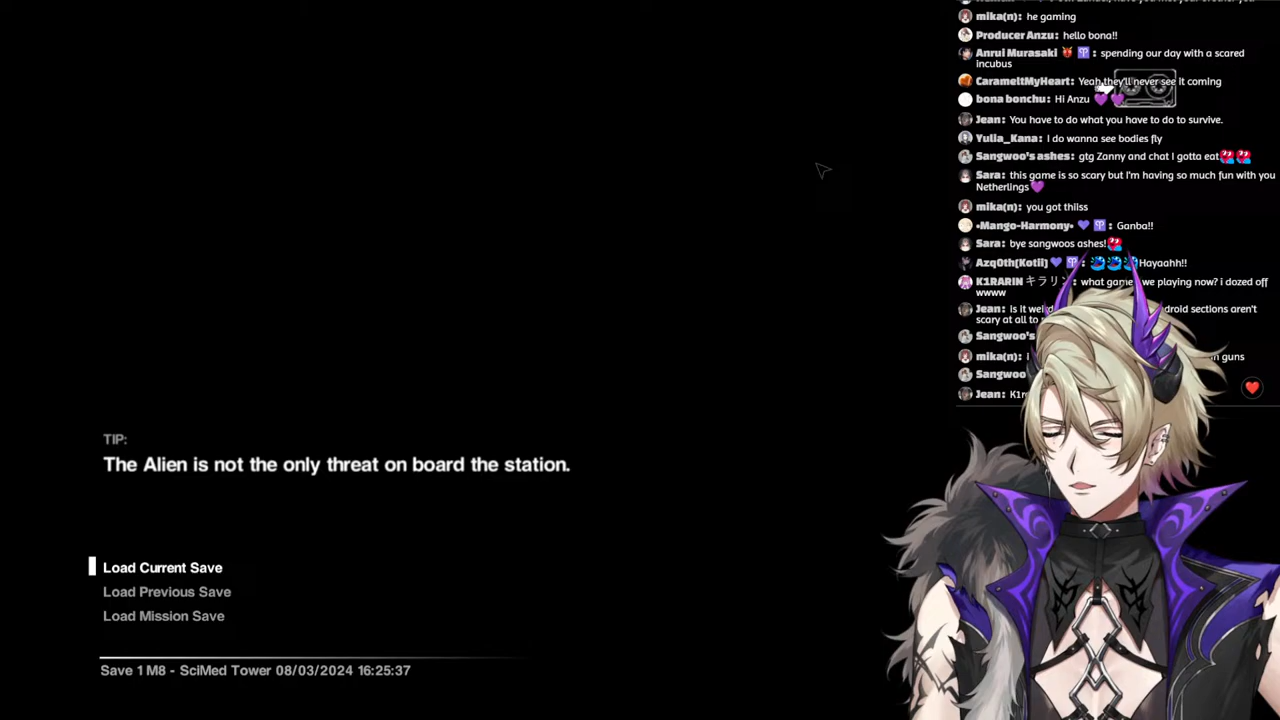 mika(n): he gaming
Producer Anzu: hello bona!!
Anrui Murasaki : spending our day with a scared
incubus
CarameltMyHeart: Yeah they'll never see it coming
bona bonchu: Hi Anzu
Jean: You have to do what you have to do to survive.
Yulia_Kana: I do wanna see bodies fly
Sangwoo's ashes: gtg Zanny and chat I gotta eat
Sara: this game is so scary but I'm having so much fun with you
Netherlings
mika(n): you got thiiss
•Mango-Harmony• : Ganba!!
Sara: bye sangwoos ashes!
Azq0th[Kotii] : Hayaahh!!
K1RARIN キラリン: what game we playing now? i dozed off
wwww
Jean: is it weird droid sections aren't
scary at all to
Sangwoo's
mika(n): guns
Sangwoo
Jean:
TIP:
The Alien is not the only threat on board the station.
Load Current Save
Load Previous Save
Load Mission Save
Save 1 M8 - SciMed Tower 08/03/2024 16:25:37